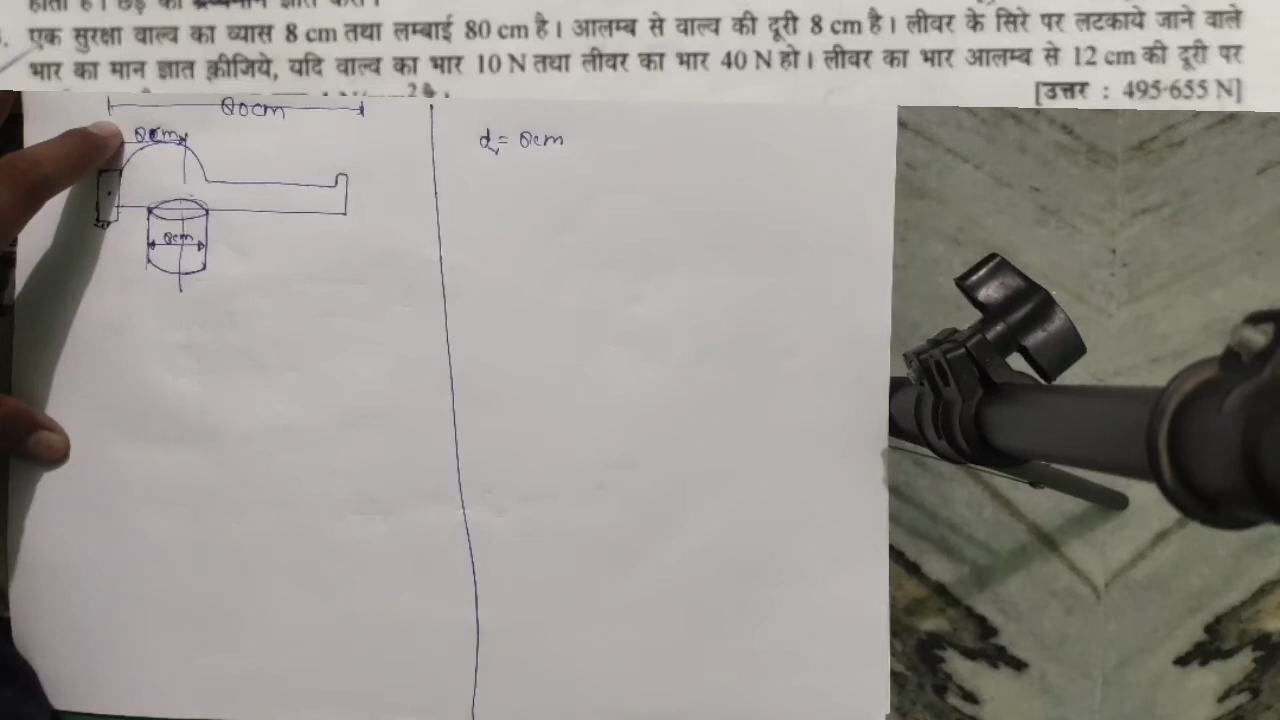 एक सुरक्षा वाल्व का व्यास 8 cm तथा लम्बाई 80 cm है। आलम्ब से वाल्व की दूरी 8 cm है। लीवर के सिरे पर लटकाये जाने वाले
भार का मान ज्ञात कीजिये, यदि वाल्व का भार 10 N तथा लीवर का भार 40 N हो। लीवर का भार आलम्ब से 12 cm की दूरी पर
[उत्तर : 495·655 N]
80cm
8cm
d = 8cm
8cm